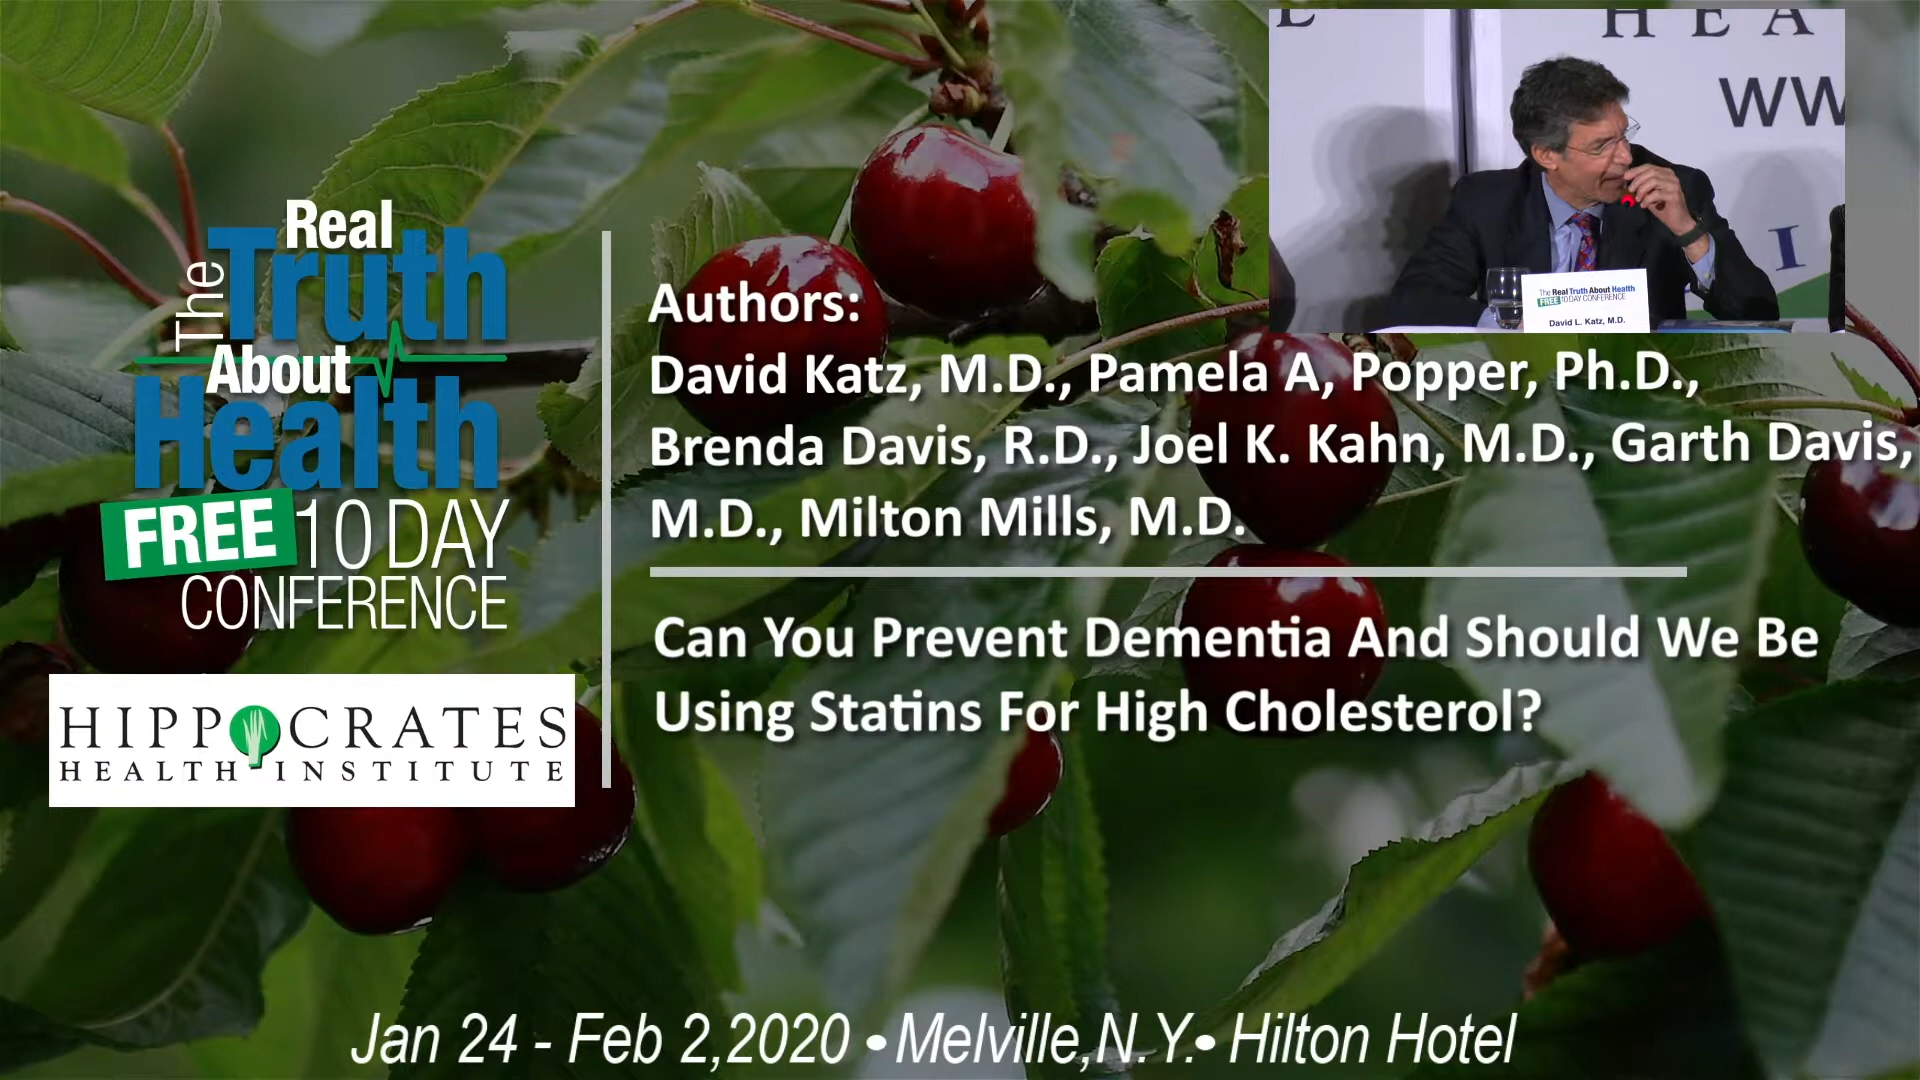 The Real Truth
About Health
FREE 10 DAY
CONFERENCE
HIPPOCRATES
HEALTH INSTITUTE
HEA
WW
I
The Real Truth About Health
FREE 10 DAY CONFERENCE
David L. Katz, M.D.
Authors:
David Katz, M.D., Pamela A, Popper, Ph.D.,
Brenda Davis, R.D., Joel K. Kahn, M.D., Garth Davis,
M.D., Milton Mills, M.D.
Can You Prevent Dementia And Should We Be
Using Statins For High Cholesterol?
Jan 24 - Feb 2,2020 • Melville,N.Y.• Hilton Hotel